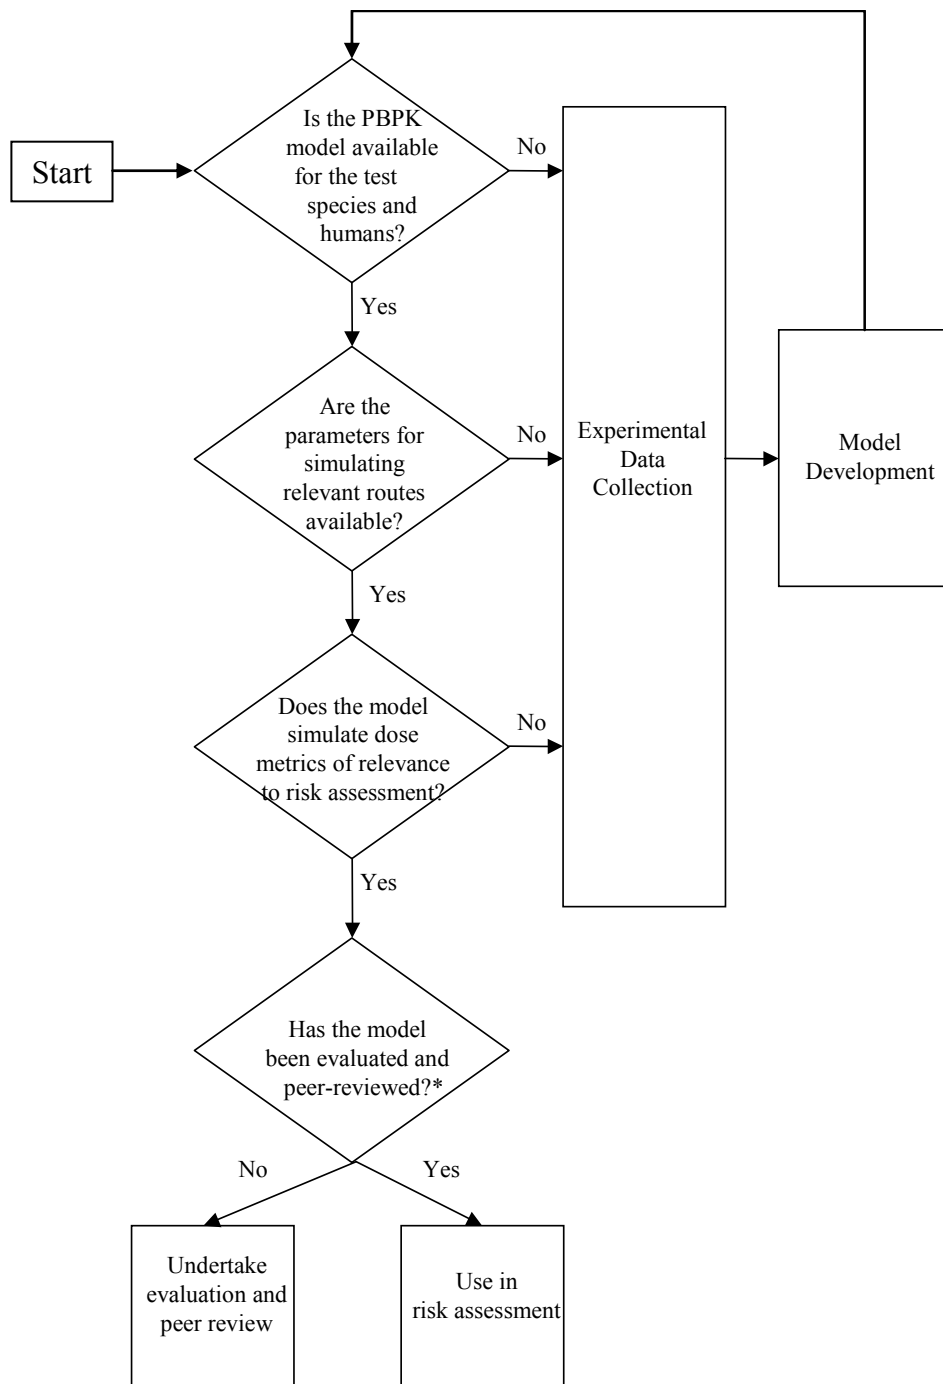 Start
Is the PBPK
model available
for the test
species and
humans?
No
Yes
Are the
parameters for
simulating
relevant routes
available?
No
Yes
Does the model
simulate dose
metrics of relevance
to risk assessment?
No
Yes
Experimental
Data
Collection
Model
Development
Has the model
been evaluated and
peer-reviewed?*
No
Yes
Undertake
evaluation and
peer review
Use in
risk assessment